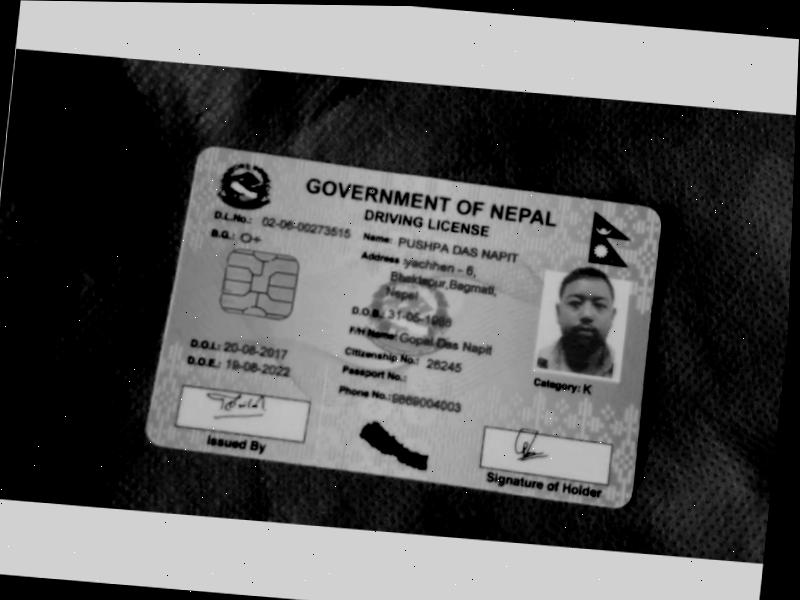 GOVERNMENT OF NEPAL
DRIVING LICENSE
D.L.No.: 02-06-00273515
B.G.: O+
Name: PUSHPA DAS NAPIT
Address: yachhen - 6,
Bhaktapur,Bagmati,
Nepal
D.O.B.: 31-05-
F/H Name: Gopal Das Napit
D.O.I.: 20-08-2017
Citizenship No.: 26245
D.O.E.: 19-08-2022
Passport No.:
Phone No.: 9869004003
Category: K
Issued By
Signature of Holder